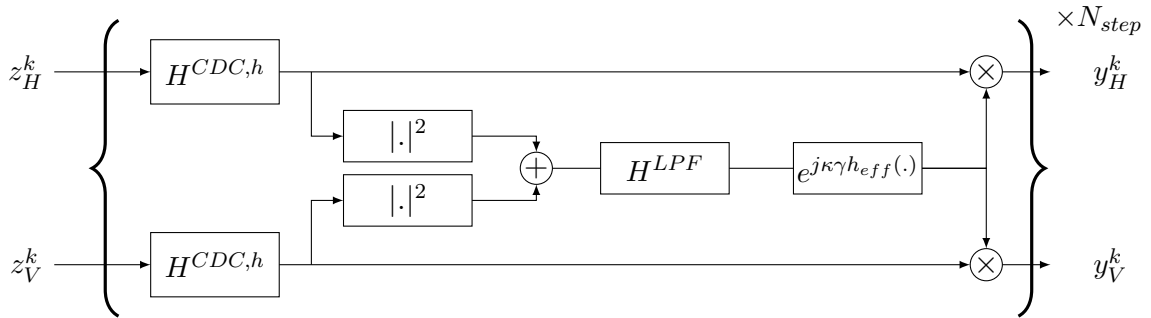 ×N_{step}
z_H^k
H^{CDC,h}
×
y_H^k
|.|^2
+
H^{LPF}
e^{jκγh_{eff}(.)}
|.|^2
z_V^k
H^{CDC,h}
×
y_V^k